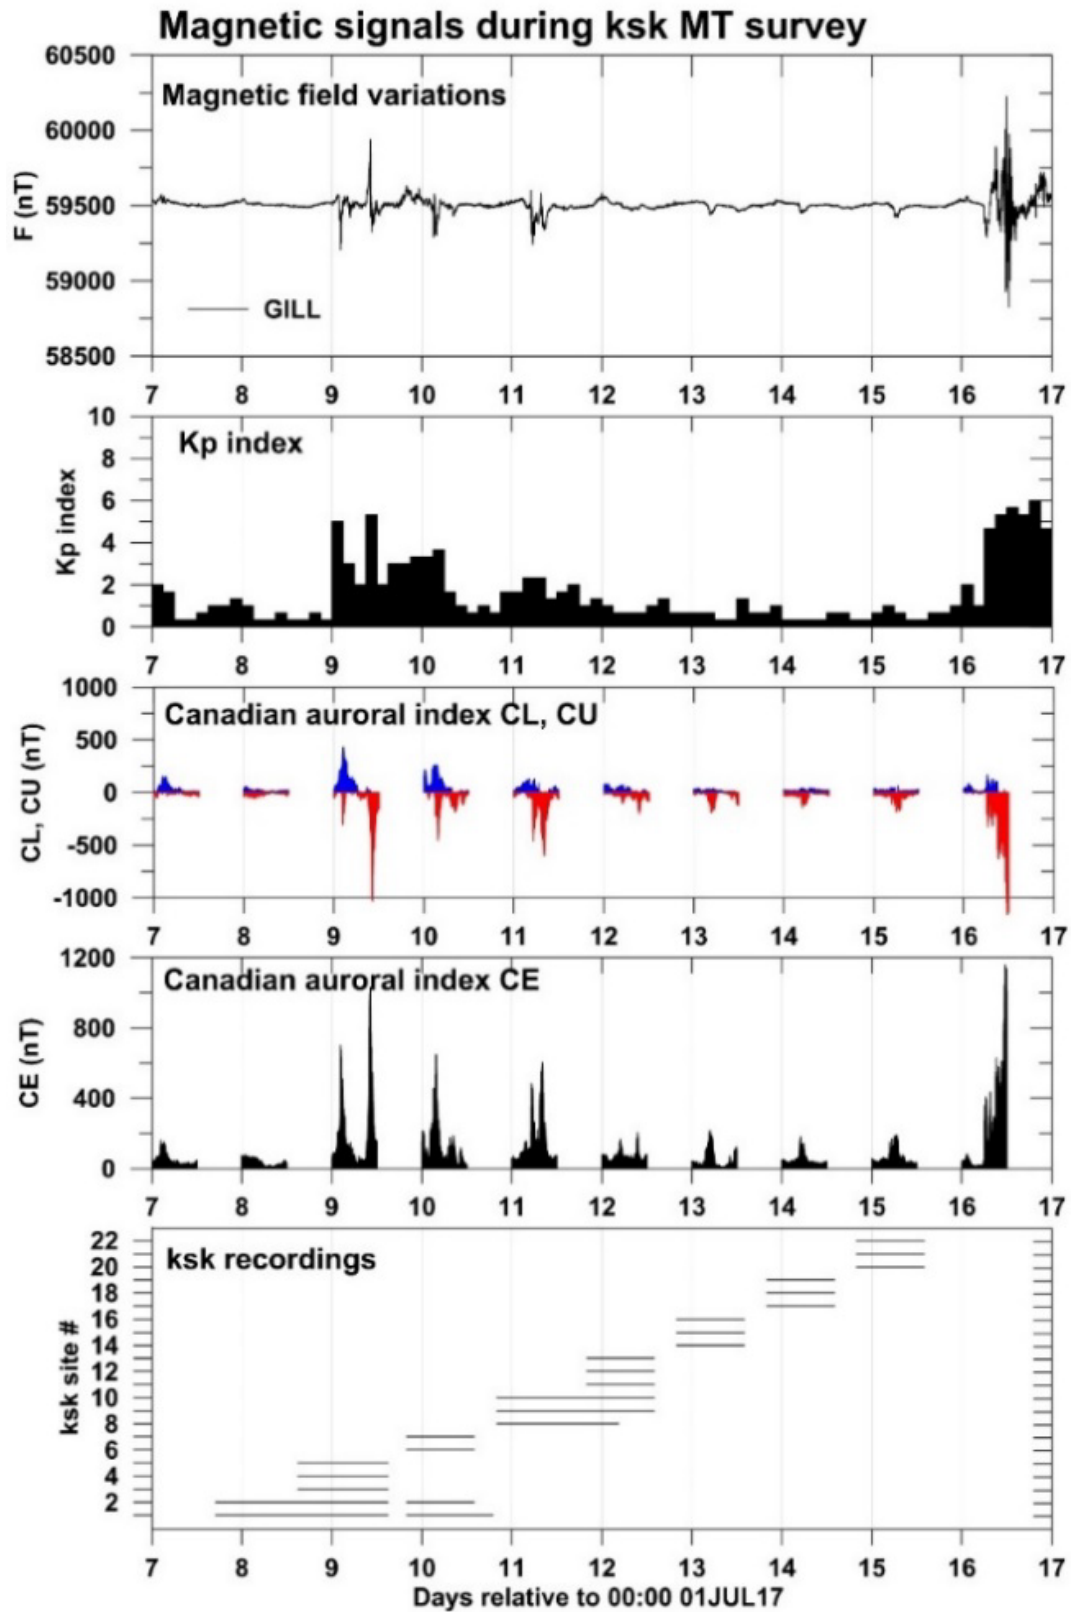 Magnetic signals during ksk MT survey
60500
Magnetic field variations
60000
59500
59000
58500
F (nT)
GILL
7 8 9 10 11 12 13 14 15 16 17
10
Kp index
8
6
4
2
0
Kp index
7 8 9 10 11 12 13 14 15 16 17
1000
Canadian auroral index CL, CU
500
0
-500
-1000
CL, CU (nT)
7 8 9 10 11 12 13 14 15 16 17
1200
Canadian auroral index CE
800
400
0
CE (nT)
7 8 9 10 11 12 13 14 15 16 17
22
ksk recordings
20
18
16
14
12
10
8
6
4
2
ksk site #
7 8 9 10 11 12 13 14 15 16 17
Days relative to 00:00 01JUL17